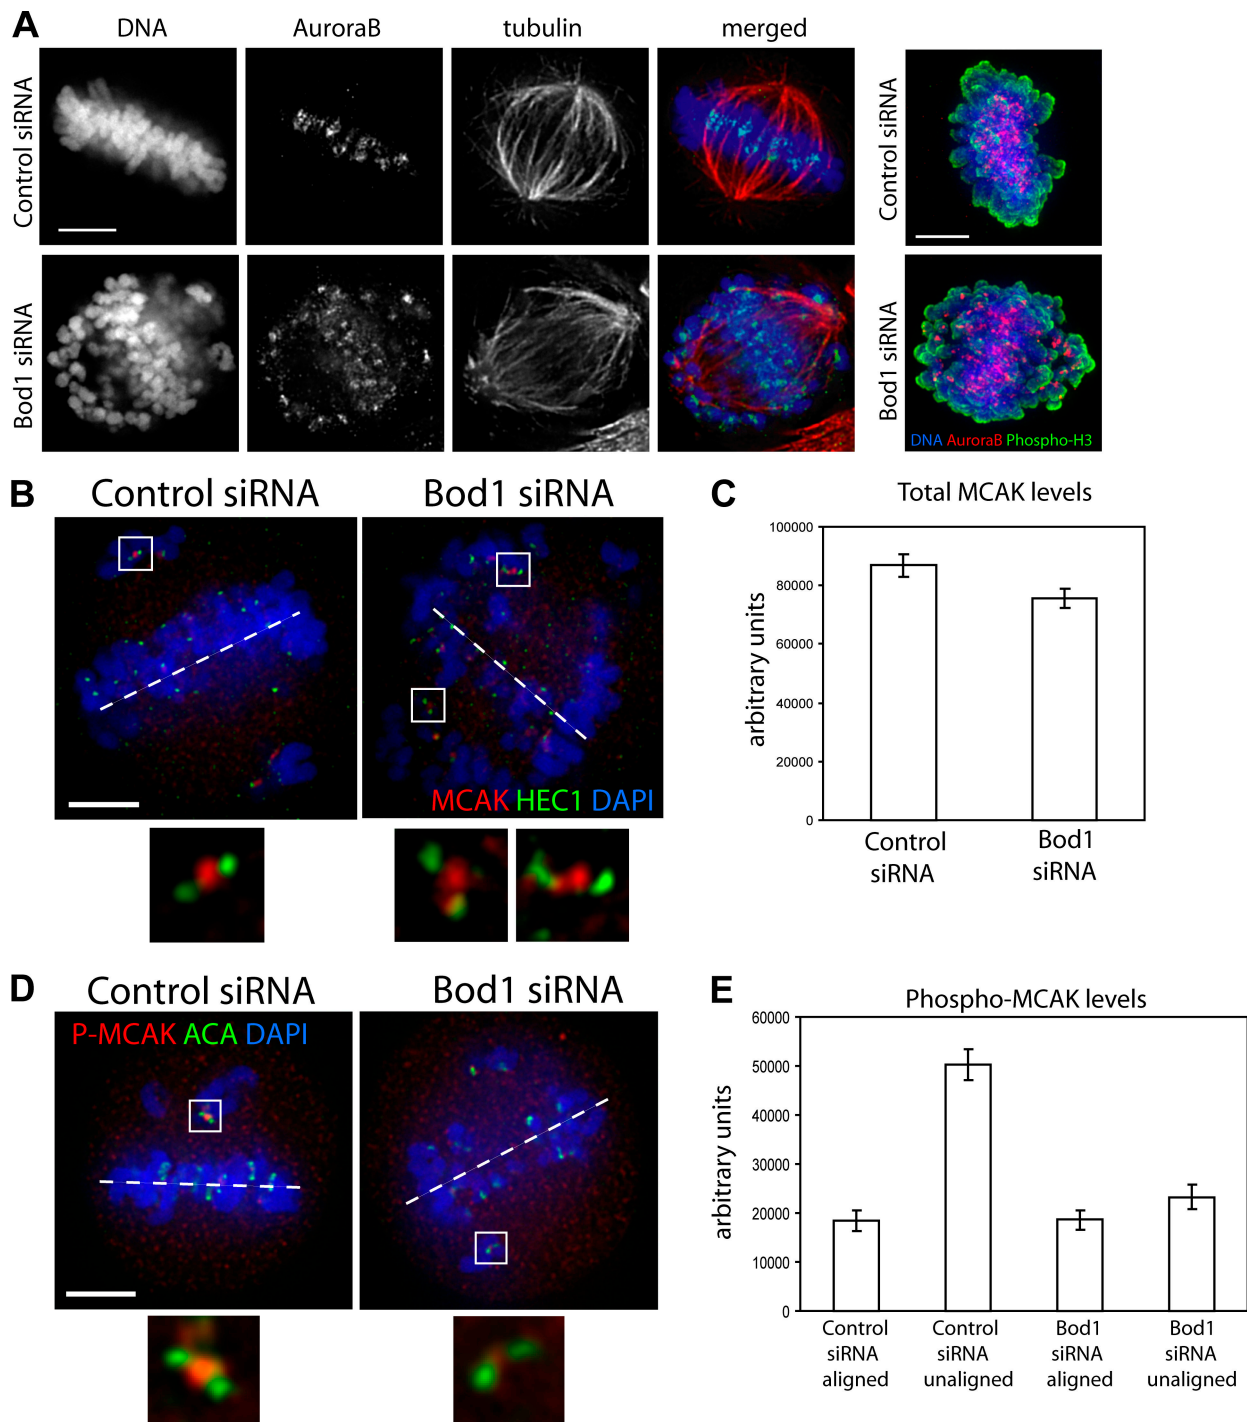 A
DNA
AuroraB
tubulin
merged
Control siRNA
Control siRNA
Bod1 siRNA
Bod1 siRNA
DNA AuroraB Phospho-H3
B
Control siRNA
Bod1 siRNA
MCAK HEC1 DAPI
C
Total MCAK levels
arbitrary units
100000
80000
60000
40000
20000
0
Control
siRNA
Bod1
siRNA
D
Control siRNA
Bod1 siRNA
P-MCAK ACA DAPI
E
Phospho-MCAK levels
arbitrary units
60000
50000
40000
30000
20000
10000
0
Control
siRNA
aligned
Control
siRNA
unaligned
Bod1
siRNA
aligned
Bod1
siRNA
unaligned